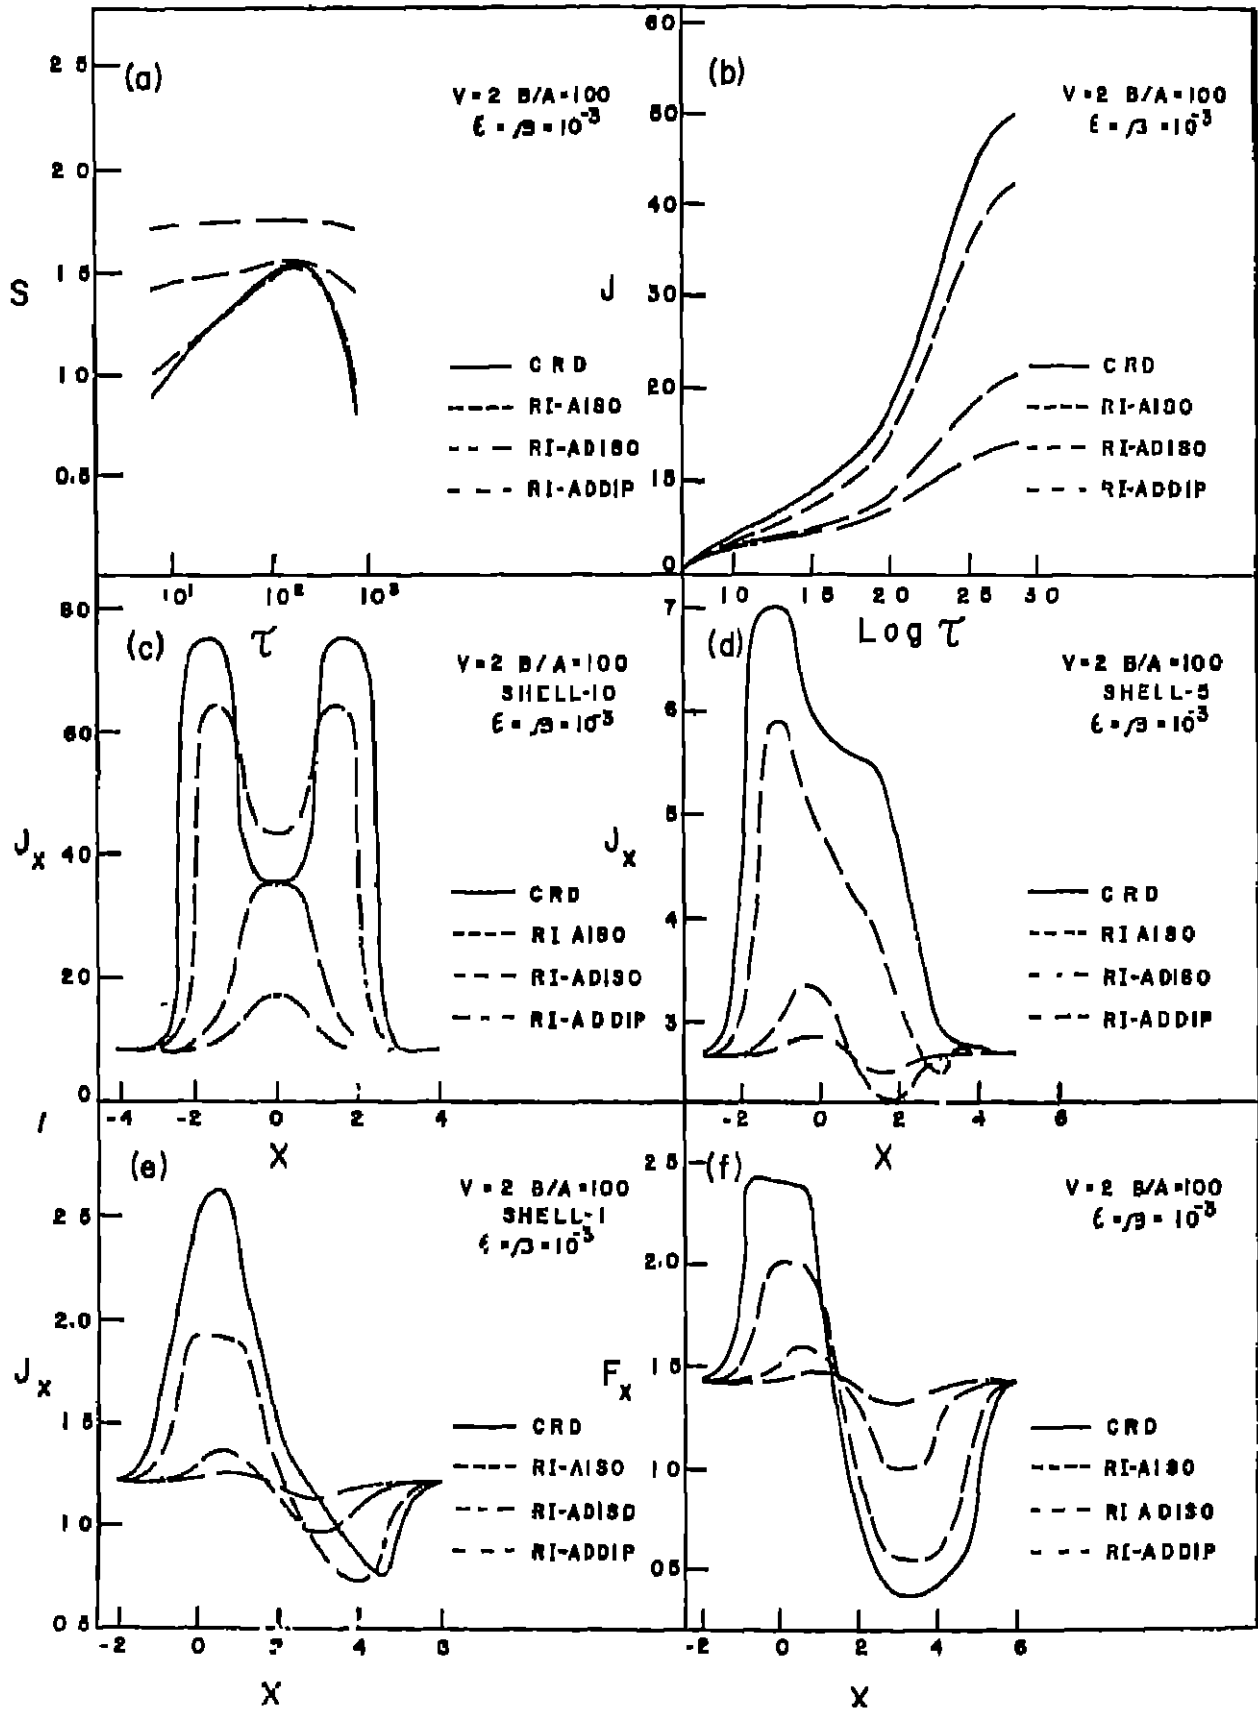 (a)
V=2 B/A=100
ε=β=10⁻³
S
2 5
2 0
1 5
1 0
0.5
CRD
RI-AISO
RI-ADISO
RI-ADDIP
10¹ 10² 10³
τ
(b)
V=2 B/A=100
ε=β=10⁻³
J
60
50
40
30
20
15
0
CRD
RI-AISO
RI-ADISO
RI-ADDIP
1 0 1 5 2 0 2 5 3 0
Log τ
(c)
V=2 B/A=100
SHELL-10
ε=β=10⁻³
Jx
80
60
40
20
0
CRD
RI AISO
RI-ADISO
RI-ADDIP
-4 -2 0 2 4
X
(d)
V=2 B/A=100
SHELL-5
ε=β=10⁻³
Jx
7
6
5
4
3
CRD
RI AISO
RI-ADISO
RI-ADDIP
-2 0 2 4 6
X
(e)
V=2 B/A=100
SHELL-1
ε=β=10⁻³
Jx
2 5
2.0
1 5
1 0
0 5
CRD
RI-AISO
RI-ADISO
RI-ADDIP
-2 0 2 4 6
X
(f)
V=2 B/A=100
ε=β=10⁻³
Fx
2 5
2.0
1 5
1 0
0 5
CRD
RI-AISO
RI ADISO
RI-ADDIP
-2 0 2 4 6
X